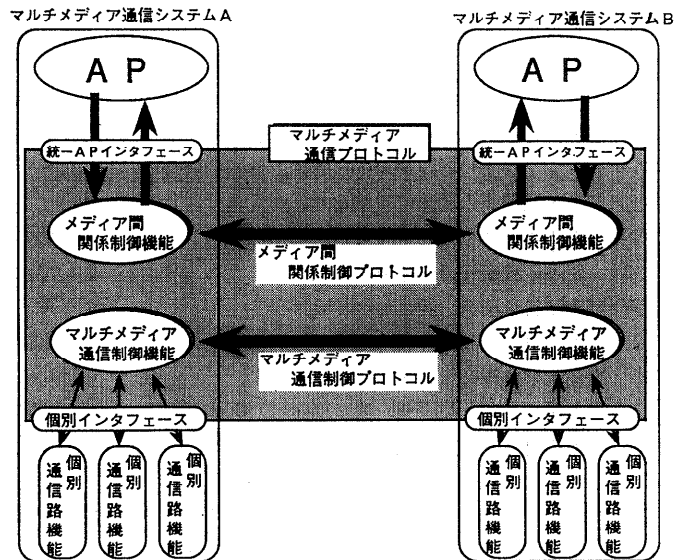 マルチメディア通信システムA
マルチメディア通信システムB
AP
AP
マルチメディア
通信プロトコル
統一APインタフェース
統一APインタフェース
メディア間
関係制御機能
メディア間
関係制御機能
メディア間
関係制御プロトコル
マルチメディア
通信制御機能
マルチメディア
通信制御機能
マルチメディア
通信制御プロトコル
個別インタフェース
個別インタフェース
個別
通信路機能
個別
通信路機能
個別
通信路機能
個別
通信路機能
個別
通信路機能
個別
通信路機能